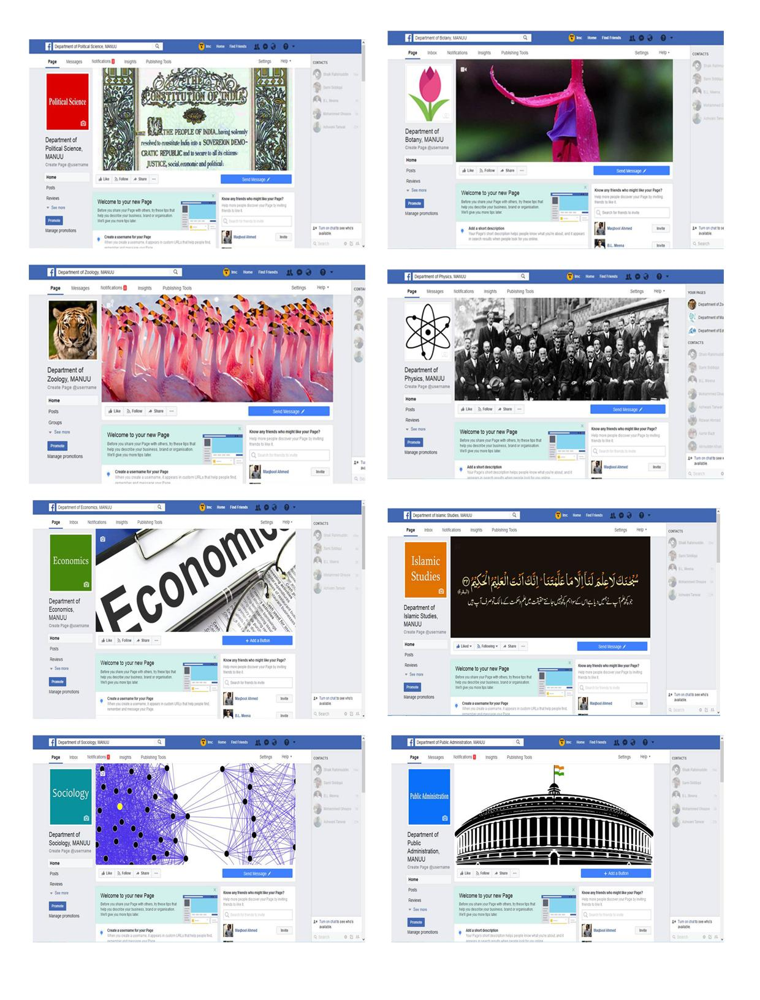 Department of Political Science, MANUU
Imc Home Find Friends
Page Messages Notifications 3 Insights Publishing Tools Settings Help
CONTACTS
Shaik Rahimuddin
Sami Siddiqui
B.L. Meena
Mohammed Ghouse
Ashwani Tanwar
Political Science
THE
CONSTITUTION OF INDIA
WE, THE PEOPLE OF INDIA, having solemnly
resolved to constitute India into a SOVEREIGN DEMO-
CRATIC REPUBLIC and to secure to all its citizens:
JUSTICE, social, economic and political;
Department of
Political Science,
MANUU
Create Page @username
Home
Posts
Reviews
See more
Promote
Manage promotions
Like Follow Share ... Send Message
Welcome to your new Page
Before you share your Page with others, try these tips that
help you describe your business, brand or organisation.
We'll give you more tips later.
Create a username for your Page
When you create a username, it appears in custom URLs that help people find,
remember and message your Page.
Know any friends who might like your Page?
Help more people discover your Page by inviting
friends to like it.
Search for friends to invite
Maqbool Ahmed Invite
Turn on chat to see who's
available.
Search
Department of Botany, MANUU
Imc Home Find Friends
Page Inbox Notifications Insights Publishing Tools Settings Help
CONTACTS
Sami Siddiqui
B.L. Meena
Ashwani Tanwar
Department of
Botany, MANUU
Create Page @username
Home
Posts
Reviews
See more
Promote
Manage promotions
Like Follow Share ... Send Message
Welcome to your new Page
Before you share your Page with others, try these tips that
help you describe your business, brand or organisation.
We'll give you more tips later.
Add a short description
Your Page's short description helps people know what you're about, and it appears
in search results when people look for you online.
Know any friends who might like your Page?
Help more people discover your Page by inviting
friends to like it.
Search for friends to invite
Maqbool Ahmed Invite
B.L. Meena Invite
Turn on chat to see who's
available.
Search
Department of Zoology, MANUU
Imc Home Find Friends
Page Messages Notifications 2 Insights Publishing Tools Settings Help
Department of
Zoology, MANUU
Create Page @username
Home
Posts
Groups
See more
Promote
Manage promotions
Like Follow Share ... Send Message
Welcome to your new Page
Before you share your Page with others, try these tips that
help you describe your business, brand or organisation.
We'll give you more tips later.
Create a username for your Page
When you create a username, it appears in custom URLs that help people find,
remember and message your Page.
Know any friends who might like your Page?
Help more people discover your Page by inviting
friends to like it.
Search for friends to invite
Maqbool Ahmed Invite
Department of Physics, MANUU
Imc Home Find Friends
Page Messages Notifications Insights Publishing Tools Settings Help
YOUR PAGES
Department of Zo
Department of Ma
Department of Ed
CONTACTS
Sami Siddiqui
B.L. Meena
Ashwani Tanwar
Rizwan Ahmad
Aamir Badr
Alimuddin Khan
Department of
Physics, MANUU
Create Page @username
Home
Posts
Reviews
See more
Promote
Manage promotions
Like Follow Share ... Send Message
Welcome to your new Page
Before you share your Page with others, try these tips that
help you describe your business, brand or organisation.
We'll give you more tips later.
Add a short description
Your Page's short description helps people know what you're about, and it
appears in search results when people look for you online.
Know any friends who might like your Page?
Help more people discover your Page by inviting
friends to like it.
Search for friends to invite
Maqbool Ahmed Invite
Turn on chat to see
available.
Search
Department of Economics, MANUU
Imc Home Find Friends
Page Inbox Notifications Insights Publishing Tools Settings Help
CONTACTS
Shaik Rahimuddin
Sami Siddiqui
B.L. Meena
Mohammed Ghouse
Ashwani Tanwar
Economics
Economics
Department of
Economics,
MANUU
Create Page @username
Home
Posts
Reviews
See more
Promote
Manage promotions
Like Follow Share ... + Add a Button
Welcome to your new Page
Before you share your Page with others, try these tips that
help you describe your business, brand or organisation.
We'll give you more tips later.
Create a username for your Page
When you create a username, it appears in custom URLs that help people find,
remember and message your Page.
Know any friends who might like your Page?
Help more people discover your Page by inviting
friends to like it.
Search for friends to invite
Maqbool Ahmed Invite
B.L. Meena Invite
Turn on chat to see who's
available.
Search
Department of Islamic Studies, MANUU
Imc Home Find Friends
Page Inbox Notifications Insights Publishing Tools Settings Help
CONTACTS
Shaik Rahimuddin
Sami Siddiqui
B.L. Meena
Mohammed Ghouse
Ashwani Tanwar
Islamic
Studies
سُبْحٰنَكَ لَا عِلْمَ لَنَآ اِلَّا مَا عَلَّمْتَنَا ؕ اِنَّكَ اَنْتَ الْعَلِيْمُ الْحَكِيْمُ ﴿۳۲﴾
(البقرة)
جو کچھ علم آپ نے ہمیں دیا ہے اس کے سوا ہم کچھ نہیں جانتے حقیقت میں علم و حکمت کے مالک تو صرف آپ ہیں
Department of
Islamic Studies,
MANUU
Create Page @username
Home
Posts
Reviews
See more
Promote
Manage promotions
Liked Following Share ... Send Message
Welcome to your new Page
Before you share your Page with others, try these tips that
help you describe your business, brand or organisation.
We'll give you more tips later.
Create a username for your Page
When you create a username, it appears in custom URLs that help people find,
remember and message your Page.
Know any friends who might like your Page?
Help more people discover your Page by inviting
friends to like it.
Search for friends to invite
Maqbool Ahmed Invite
Turn on chat to see who's
available.
Search
Department of Sociology, MANUU
Imc Home Find Friends
Page Inbox Notifications 1 Insights Publishing Tools Settings Help
CONTACTS
Shaik Rahimuddin
Sami Siddiqui
B.L. Meena
Mohammed Ghouse
Ashwani Tanwar
Sociology
Department of
Sociology, MANUU
Create Page @username
Home
Posts
Reviews
See more
Promote
Manage promotions
Like Follow Share ... Send Message
Welcome to your new Page
Before you share your Page with others, try these tips that
help you describe your business, brand or organisation.
We'll give you more tips later.
Create a username for your Page
When you create a username, it appears in custom URLs that help people find,
remember and message your Page.
Know any friends who might like your Page?
Help more people discover your Page by inviting
friends to like it.
Search for friends to invite
Maqbool Ahmed Invite
Turn on chat to see who's
available.
Search
Department of Public Administration, MANUU
Imc Home Find Friends
Page Messages Notifications 1 Insights Publishing Tools Settings Help
CONTACTS
Shaik Rahimuddin
Sami Siddiqui
B.L. Meena
Mohammed Ghouse
Ashwani Tanwar
Public Administration
Department of
Public
Administration,
MANUU
Create Page @username
Home
Posts
Reviews
See more
Promote
Manage promotions
Like Follow Share ... + Add a Button
Welcome to your new Page
Before you share your Page with others, try these tips that
help you describe your business, brand or organisation.
We'll give you more tips later.
Add a short description
Your Page's short description helps people know what you're about, and it
appears in search results when people look for you online.
Know any friends who might like your Page?
Help more people discover your Page by inviting
friends to like it.
Search for friends to invite
Maqbool Ahmed Invite
Turn on chat to see who's
available.
Search